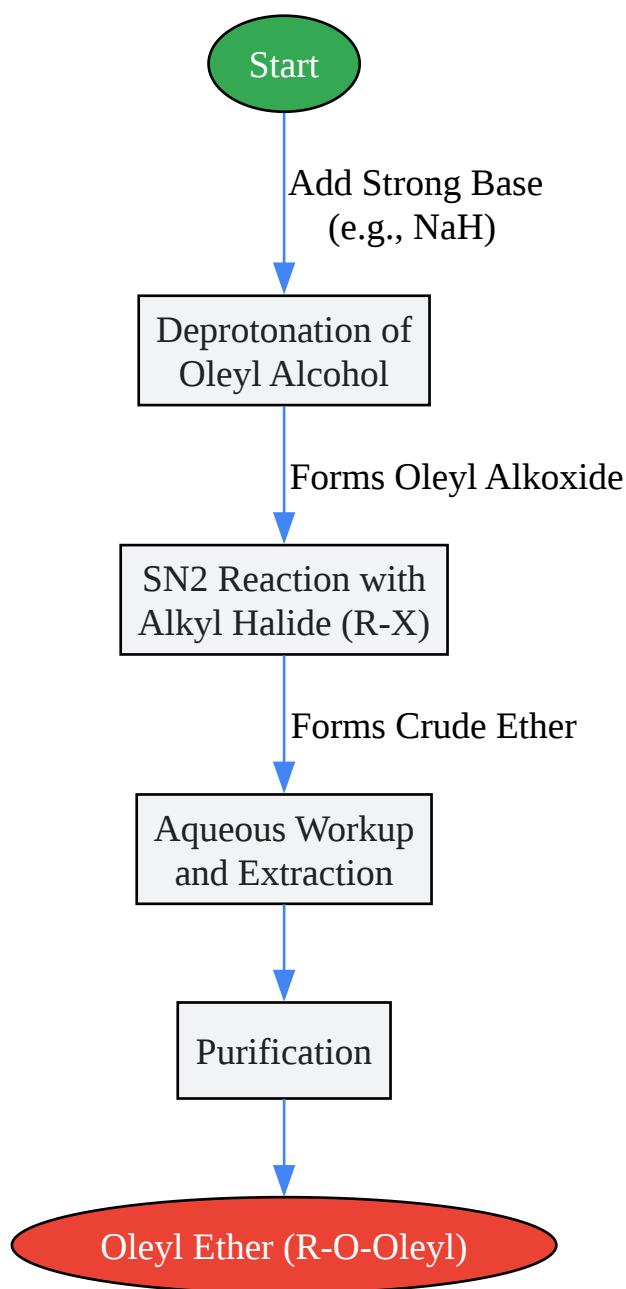 Start
Add Strong Base
(e.g., NaH)
Deprotonation of
Oleyl Alcohol
Forms Oleyl Alkoxide
SN2 Reaction with
Alkyl Halide (R-X)
Forms Crude Ether
Aqueous Workup
and Extraction
Purification
Oleyl Ether (R-O-Oleyl)